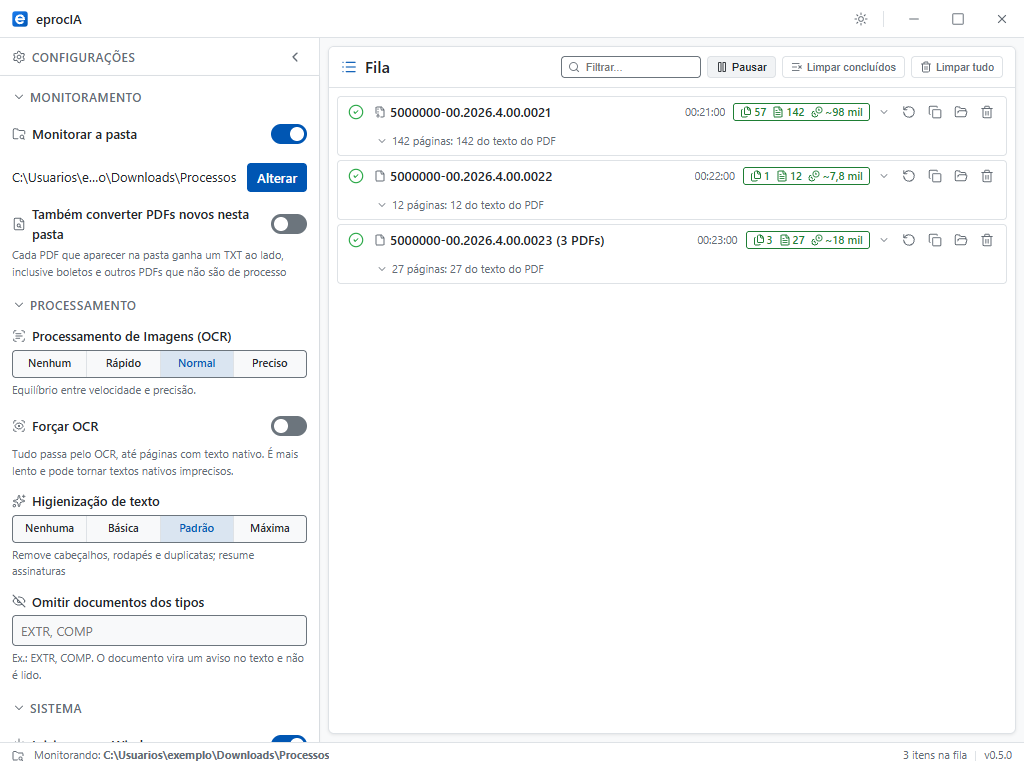 eprocIA
CONFIGURAÇÕES
MONITORAMENTO
Monitorar a pasta
C:\Usuarios\e...o\Downloads\Processos
Alterar
Também converter PDFs novos nesta
pasta
Cada PDF que aparecer na pasta ganha um TXT ao lado,
inclusive boletos e outros PDFs que não são de processo
PROCESSAMENTO
Processamento de Imagens (OCR)
Nenhum Rápido Normal Preciso
Equilíbrio entre velocidade e precisão.
Forçar OCR
Tudo passa pelo OCR, até páginas com texto nativo. É mais
lento e pode tornar textos nativos imprecisos.
Higienização de texto
Nenhuma Básica Padrão Máxima
Remove cabeçalhos, rodapés e duplicatas; resume
assinaturas
Omitir documentos dos tipos
EXTR, COMP
Ex.: EXTR, COMP. O documento vira um aviso no texto e não
é lido.
SISTEMA
Fila
Filtrar...
Pausar
Limpar concluídos
Limpar tudo
5000000-00.2026.4.00.0021 00:21:00 57 142 ~98 mil
142 páginas: 142 do texto do PDF
5000000-00.2026.4.00.0022 00:22:00 1 12 ~7,8 mil
12 páginas: 12 do texto do PDF
5000000-00.2026.4.00.0023 (3 PDFs) 00:23:00 3 27 ~18 mil
27 páginas: 27 do texto do PDF
Monitorando: C:\Usuarios\exemplo\Downloads\Processos
3 itens na fila v0.5.0